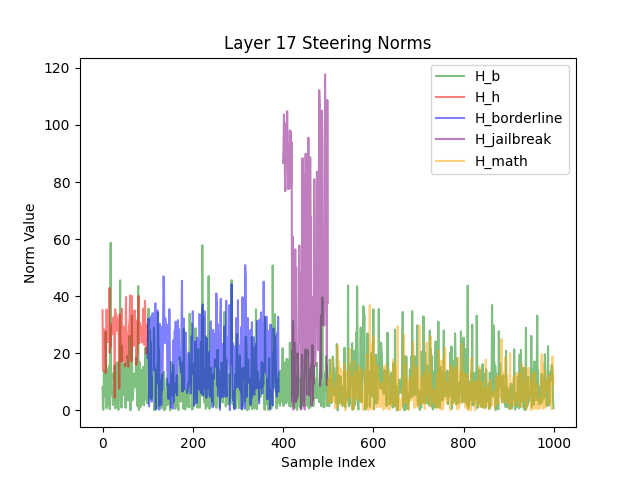 Layer 17 Steering Norms
120
100
80
60
40
20
0
Norm Value
H_b
H_h
H_borderline
H_jailbreak
H_math
0 200 400 600 800 1000
Sample Index